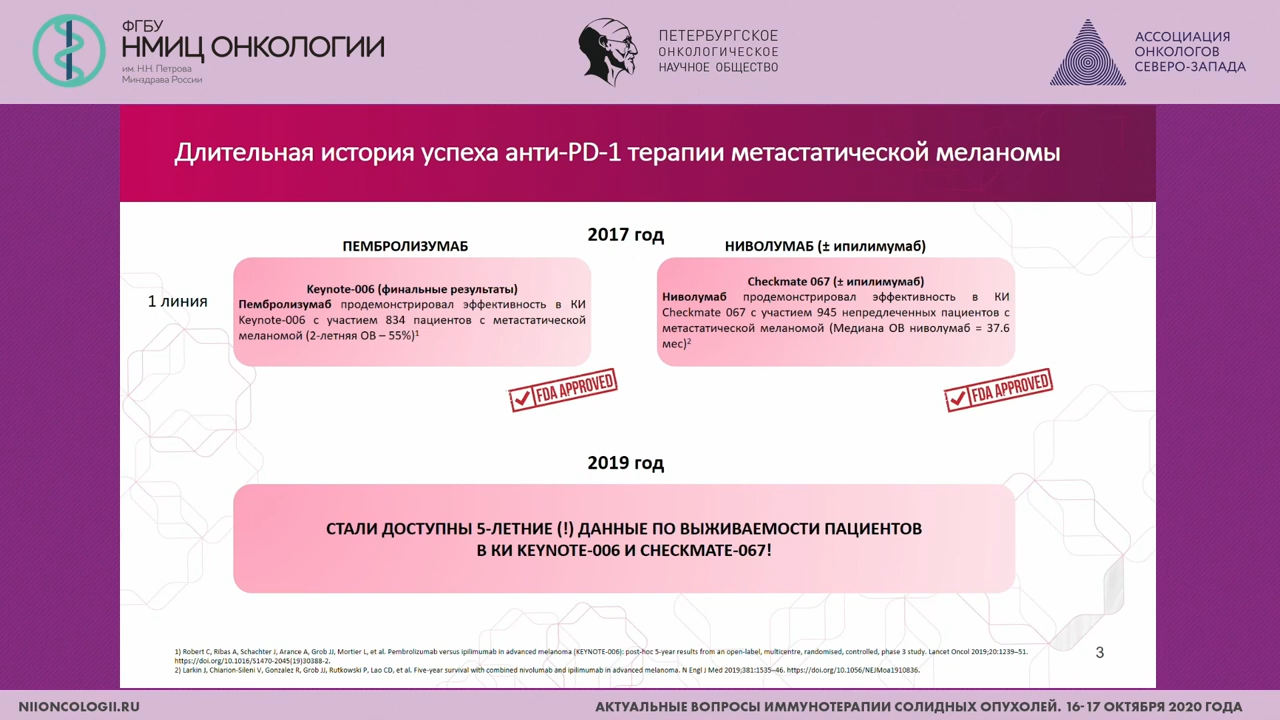 ФГБУ
НМИЦ ОНКОЛОГИИ
им. Н.Н. Петрова
Минздрава России
ПЕТЕРБУРГСКОЕ
ОНКОЛОГИЧЕСКОЕ
НАУЧНОЕ ОБЩЕСТВО
АССОЦИАЦИЯ
ОНКОЛОГОВ
СЕВЕРО-ЗАПАДА
Длительная история успеха анти-PD-1 терапии метастатической меланомы
2017 год
ПЕМБРОЛИЗУМАБ
НИВОЛУМАБ (± ипилимумаб)
1 линия
Keynote-006 (финальные результаты)
Пембролизумаб продемонстрировал эффективность в КИ
Keynote-006 с участием 834 пациентов с метастатической
меланомой (2-летняя ОВ – 55%)¹
Checkmate 067 (± ипилимумаб)
Ниволумаб продемонстрировал эффективность в КИ
Checkmate 067 с участием 945 непредлеченных пациентов с
метастатической меланомой (Медиана ОВ ниволумаб = 37.6
мес)²
FDA APPROVED
FDA APPROVED
2019 год
СТАЛИ ДОСТУПНЫ 5-ЛЕТНИЕ (!) ДАННЫЕ ПО ВЫЖИВАЕМОСТИ ПАЦИЕНТОВ
В КИ KEYNOTE-006 И CHECKMATE-067!
1) Robert C, Ribas A, Schachter J, Arance A, Grob JJ, Mortier L, et al. Pembrolizumab versus ipilimumab in advanced melanoma (KEYNOTE-006): post-hoc 5-year results from an open-label, multicentre, randomised, controlled, phase 3 study. Lancet Oncol 2019;20:1239–51.
https://doi.org/10.1016/S1470-2045(19)30388-2.
2) Larkin J, Chiarion-Sileni V, Gonzalez R, Grob JJ, Rutkowski P, Lao CD, et al. Five-year survival with combined nivolumab and ipilimumab in advanced melanoma. N Engl J Med 2019;381:1535–46. https://doi.org/10.1056/NEJMoa1910836.
3
NIIONCOLOGII.RU
АКТУАЛЬНЫЕ ВОПРОСЫ ИММУНОТЕРАПИИ СОЛИДНЫХ ОПУХОЛЕЙ. 16-17 ОКТЯБРЯ 2020 ГОДА